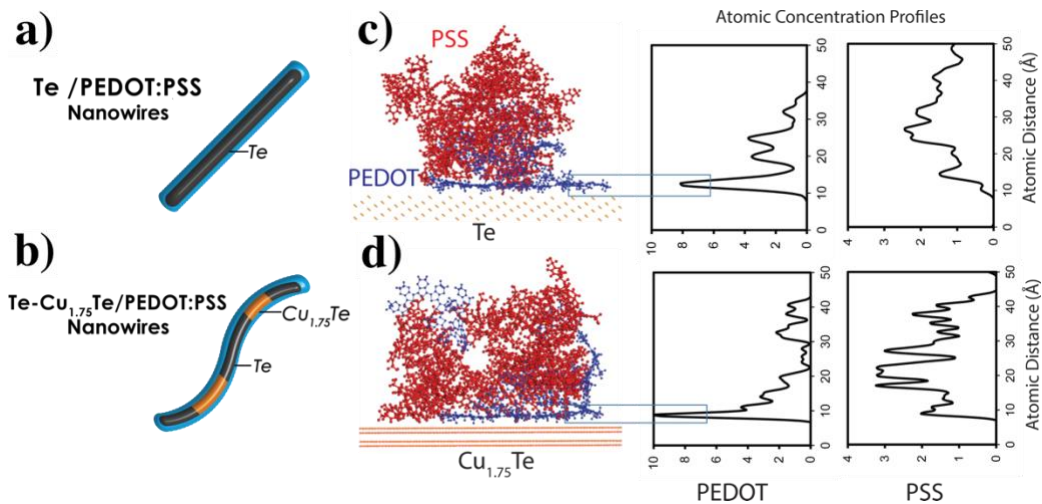 a)
Te /PEDOT:PSS
Nanowires
Te
b)
Te-Cu1.75Te/PEDOT:PSS
Nanowires
Cu1.75Te
Te
c)
PSS
PEDOT
Te
d)
Cu1.75Te
Atomic Concentration Profiles
0 10 20 30 40 50
10 8 6 4 2 0
0 10 20 30 40 50
4 3 2 1 0
Atomic Distance (Å)
0 10 20 30 40 50
10 8 6 4 2 0
PEDOT
0 10 20 30 40 50
4 3 2 1 0
PSS
Atomic Distance (Å)